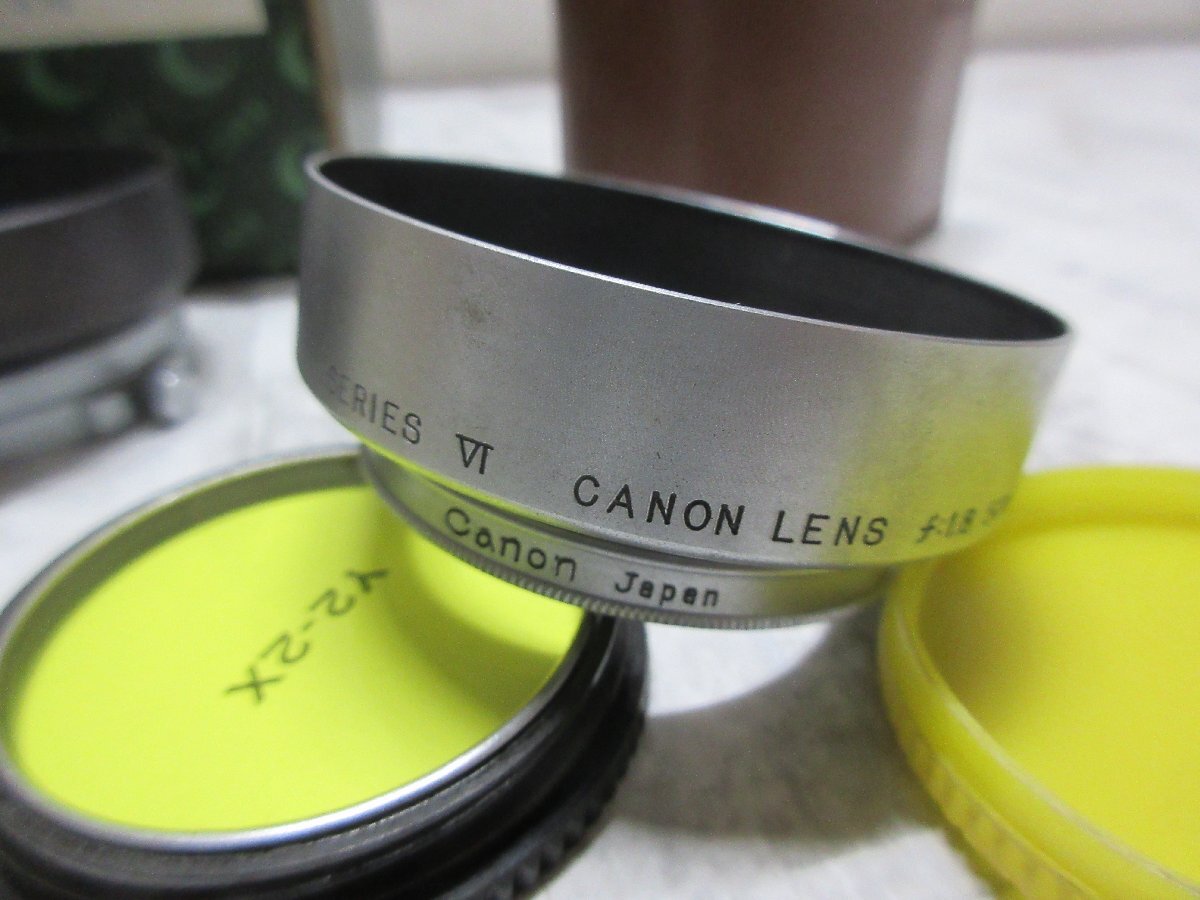 SERIES VI CANON LENS f:1.8
Canon Japan
Y2-2X